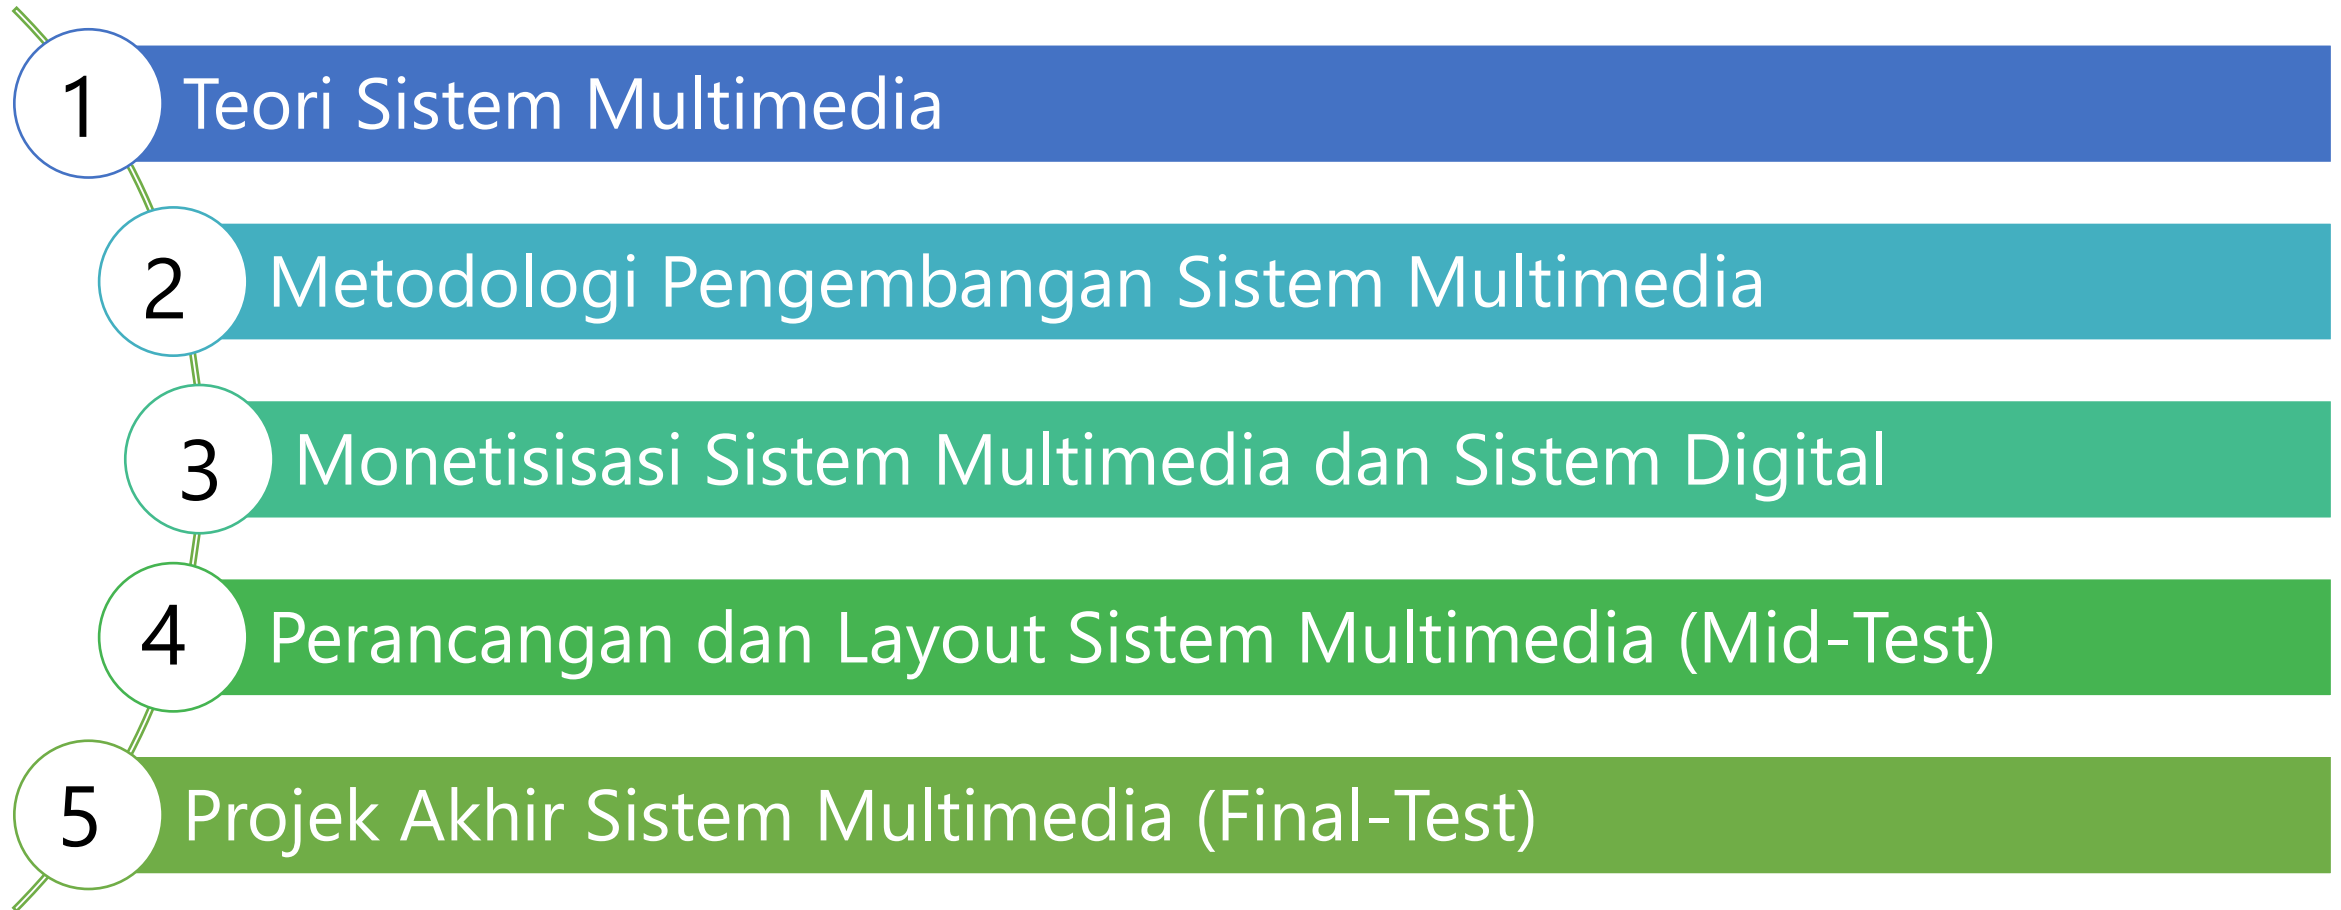 1 Teori Sistem Multimedia
2 Metodologi Pengembangan Sistem Multimedia
3 Monetisisasi Sistem Multimedia dan Sistem Digital
4 Perancangan dan Layout Sistem Multimedia (Mid-Test)
5 Projek Akhir Sistem Multimedia (Final-Test)